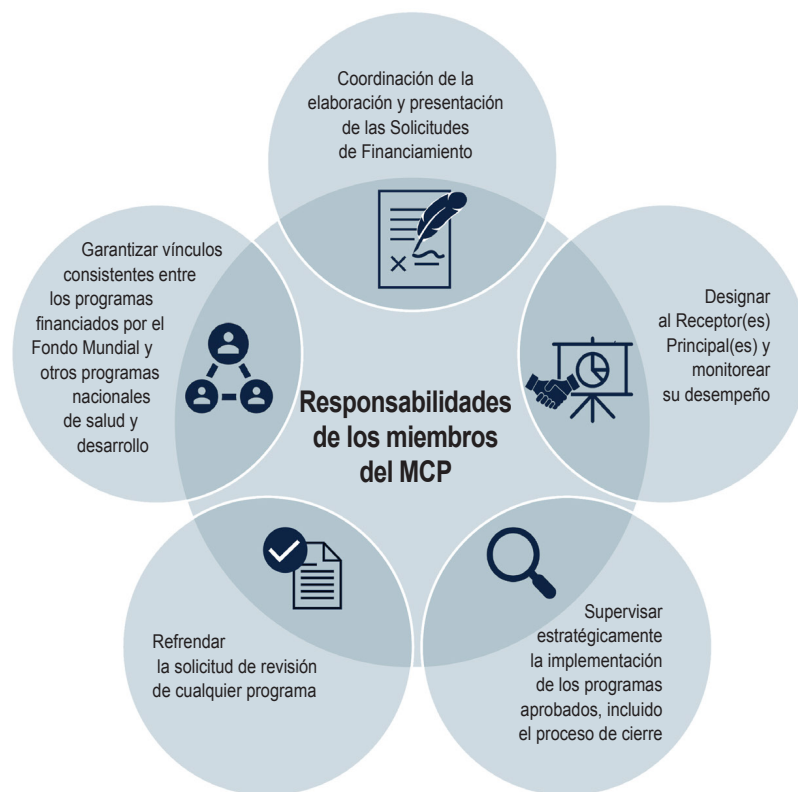 Coordinación de la
elaboración y presentación
de las Solicitudes
de Financiamiento
Garantizar vínculos
consistentes entre
los programas
financiados por el
Fondo Mundial y
otros programas
nacionales
de salud y
desarrollo
Designar
al Receptor(es)
Principal(es) y
monitorear
su desempeño
Responsabilidades
de los miembros
del MCP
Refrendar
la solicitud de revisión
de cualquier programa
Supervisar
estratégicamente
la implementación
de los programas
aprobados, incluido
el proceso de cierre